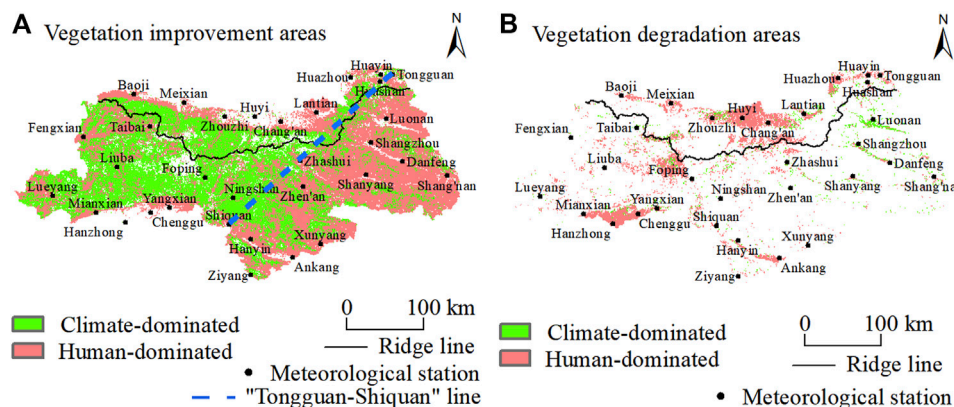 A Vegetation improvement areas
N
Huayin
Huazhou
Tongguan
Huashan
Baoji
Meixian
Lantian
Huyi
Luonan
Fengxian
Taibai
Zhouzhi
Chang'an
Shangzhou
Liuba
Zhashui
Danfeng
Foping
Shanyang
Shang'nan
Lueyang
Ningshan
Mianxian
Yangxian
Zhen'an
Shiquan
Hanzhong
Chenggu
Xunyang
Hanyin
Ankang
Ziyang
0 100 km
Climate-dominated
Human-dominated
Ridge line
Meteorological station
"Tongguan-Shiquan" line
B Vegetation degradation areas
N
Huayin
Huazhou
Tongguan
Huashan
Baoji
Meixian
Huyi
Lantian
Luonan
Fengxian
Taibai
Zhouzhi
Chang'an
Shangzhou
Liuba
Zhashui
Danfeng
Foping
Shanyang
Shang'nan
Lueyang
Ningshan
Mianxian
Yangxian
Zhen'an
Shiquan
Hanzhong
Chenggu
Xunyang
Hanyin
Ankang
Ziyang
0 100 km
Climate-dominated
Human-dominated
Ridge line
Meteorological station